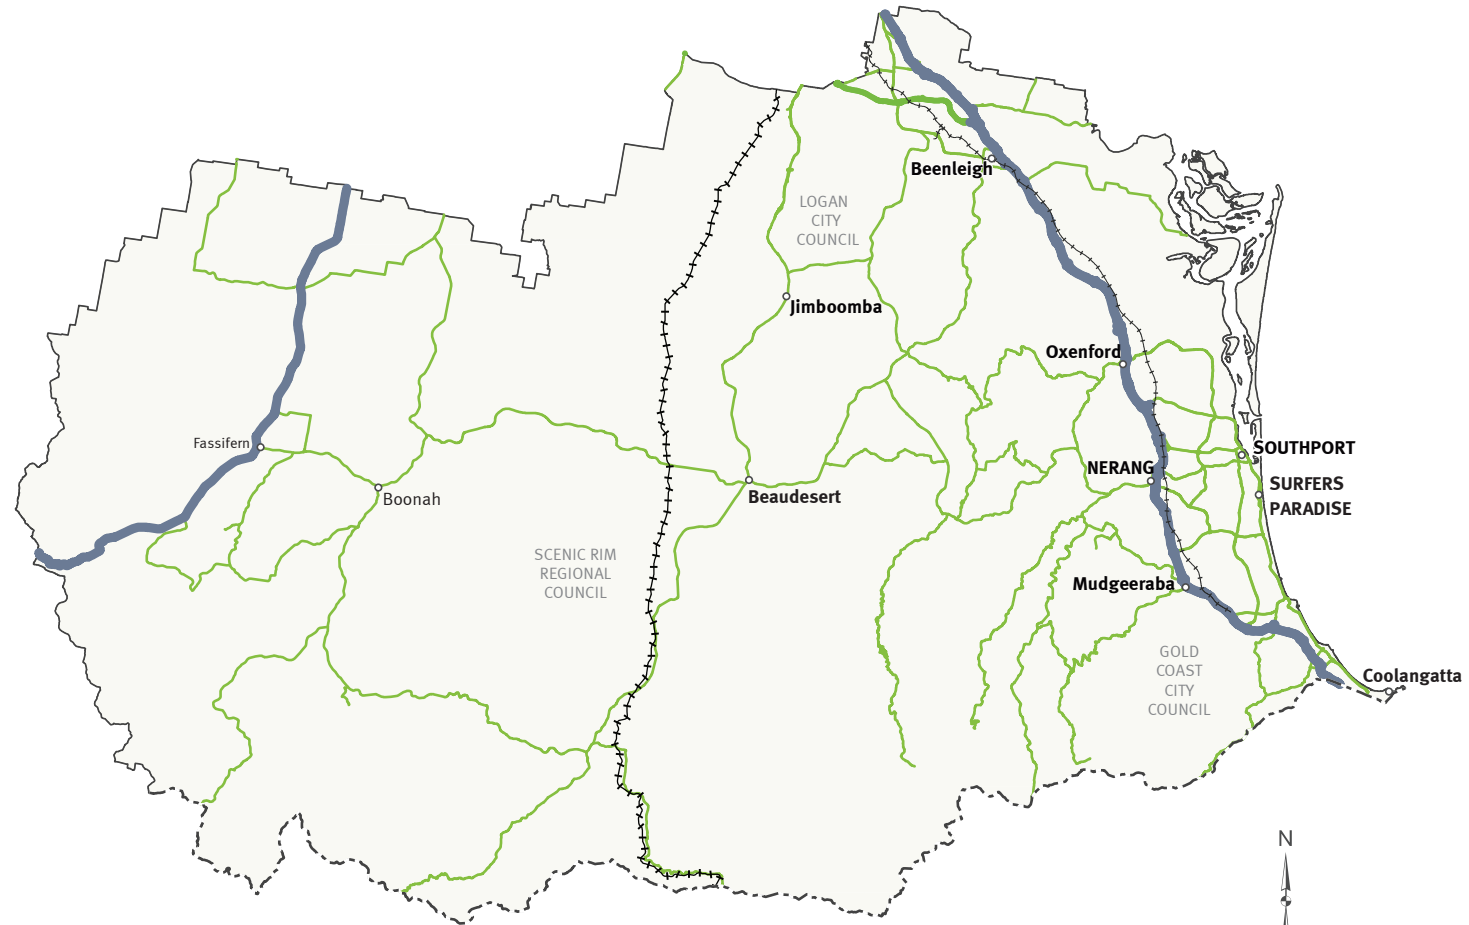 Beenleigh
LOGAN
CITY
COUNCIL
Jimboomba
Oxenford
Fassifern
SOUTHPORT
NERANG
SURFERS
PARADISE
Boonah
Beaudesert
SCENIC RIM
REGIONAL
COUNCIL
Mudgeeraba
GOLD
COAST
CITY
COUNCIL
Coolangatta
N